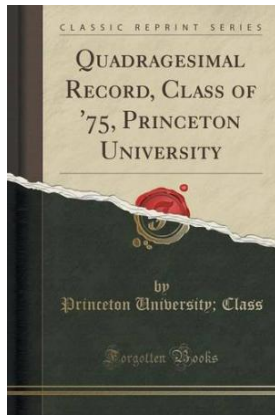 CLASSIC REPRINT SERIES
QUADRAGESIMAL
RECORD, CLASS OF
'75, PRINCETON
UNIVERSITY
by
Princeton University; Class
Forgotten Books